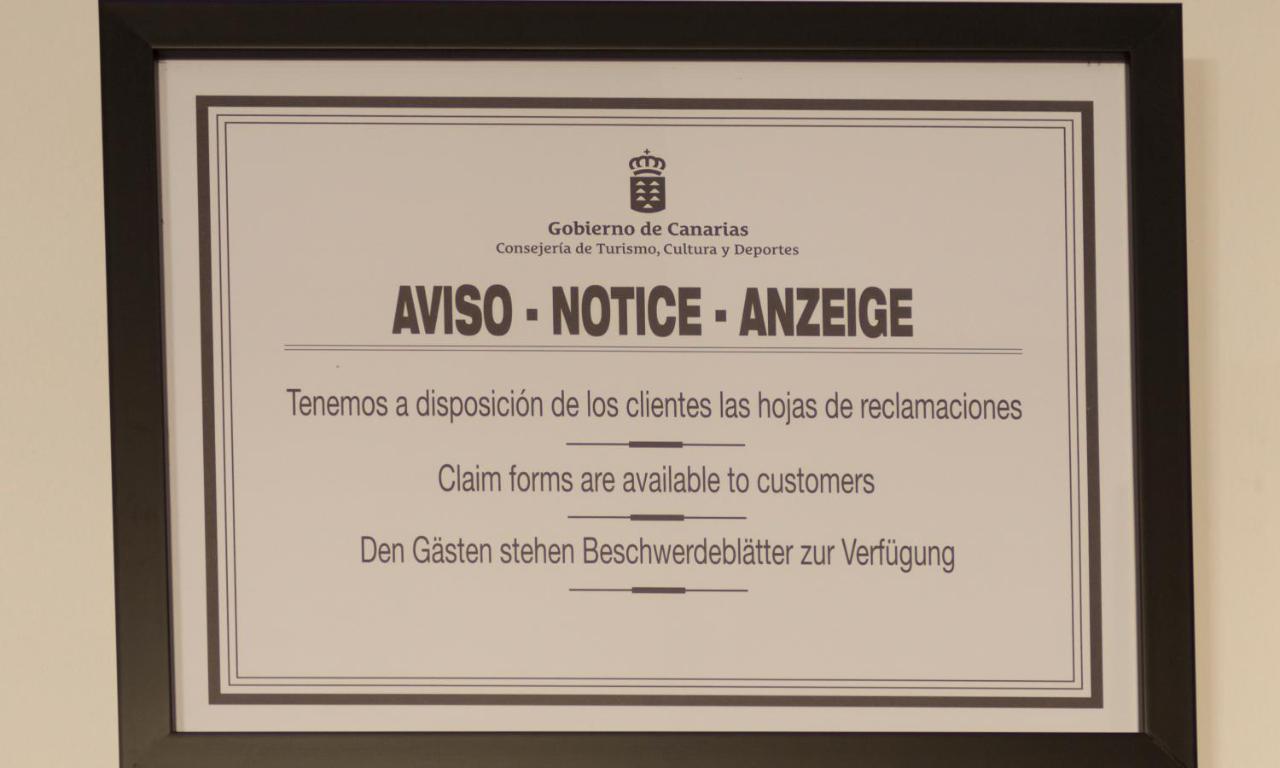 Gobierno de Canarias
Consejería de Turismo, Cultura y Deportes
AVISO - NOTICE - ANZEIGE
Tenemos a disposición de los clientes las hojas de reclamaciones
Claim forms are available to customers
Den Gästen stehen Beschwerdeblätter zur Verfügung